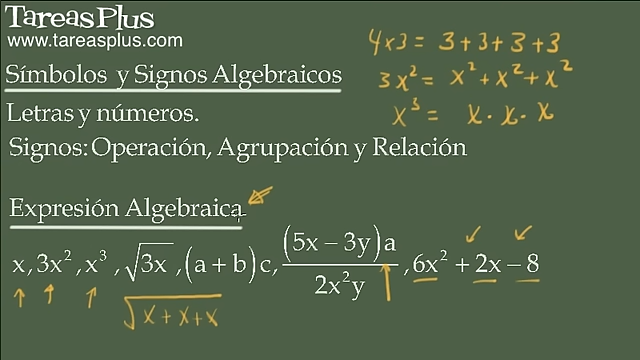 TareasPlus
www.tareasplus.com
4x3 = 3+3+3+3
Símbolos y Signos Algebraicos
3x² = x² + x² + x²
Letras y números.
x³ = x · x · x
Signos: Operación, Agrupación y Relación
Expresión Algebraica
x, 3x², x³, √(3x), (a + b)c, (5x − 3y)a / 2x²y, 6x² + 2x − 8
√(x + x + x)